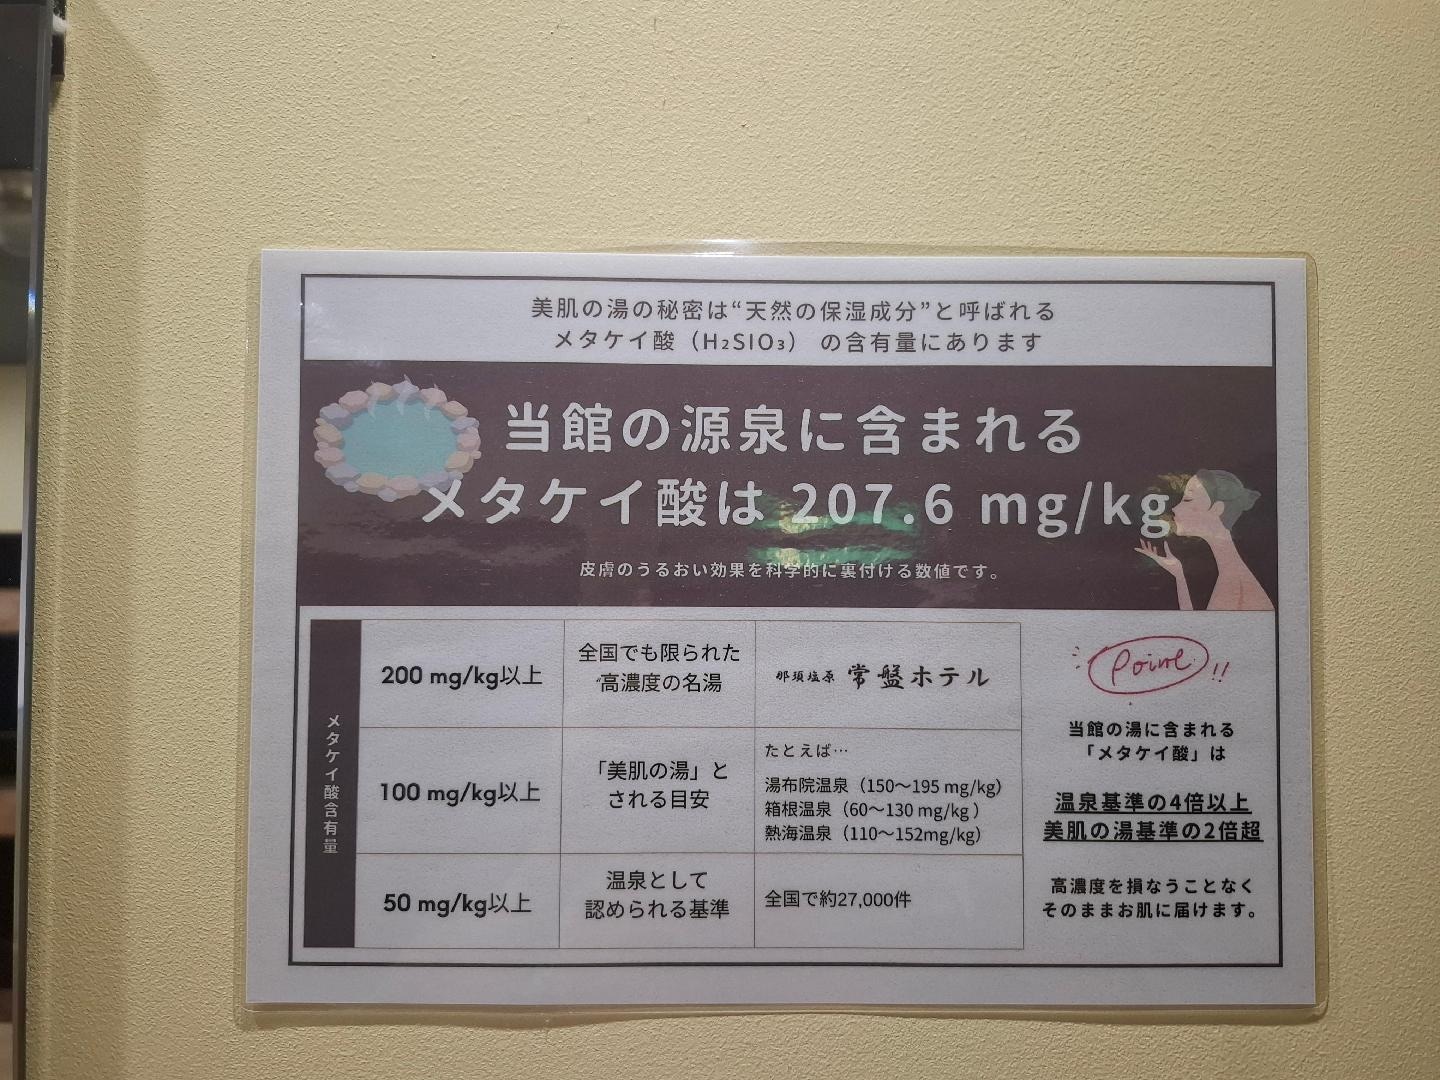 美肌の湯の秘密は“天然の保湿成分”と呼ばれる
メタケイ酸（H₂SIO₃） の含有量にあります
当館の源泉に含まれる
メタケイ酸は 207.6 mg/kg
皮膚のうるおい効果を科学的に裏付ける数値です。
メタケイ酸含有量
200 mg/kg以上
全国でも限られた
“高濃度の名湯
那須塩原 常盤ホテル
100 mg/kg以上
「美肌の湯」と
される目安
たとえば…
湯布院温泉（150〜195 mg/kg)
箱根温泉（60〜130 mg/kg ）
熱海温泉（110〜152mg/kg）
50 mg/kg以上
温泉として
認められる基準
全国で約27,000件
Point!!
当館の湯に含まれる
「メタケイ酸」は
温泉基準の4倍以上
美肌の湯基準の2倍超
高濃度を損なうことなく
そのままお肌に届けます。